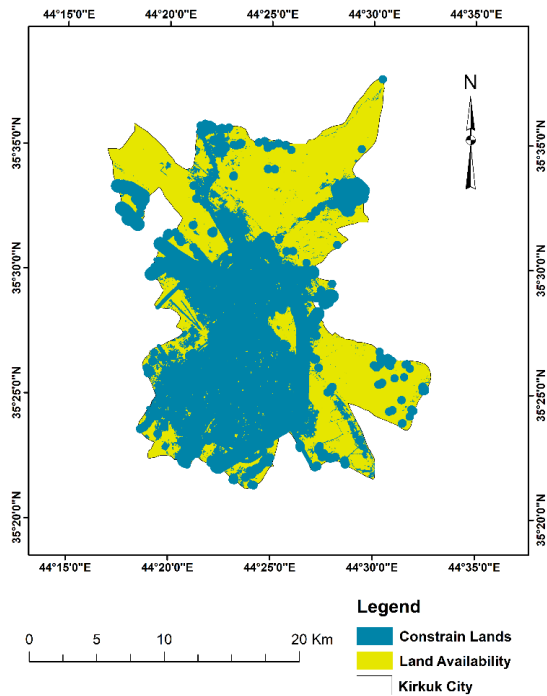 44°15'0"E 44°20'0"E 44°25'0"E 44°30'0"E 44°35'0"E
N
35°35'0"N 35°35'0"N
35°30'0"N 35°30'0"N
35°25'0"N 35°25'0"N
35°20'0"N 35°20'0"N
44°15'0"E 44°20'0"E 44°25'0"E 44°30'0"E 44°35'0"E
Legend
0 5 10 20 Km
Constrain Lands
Land Availability
Kirkuk City